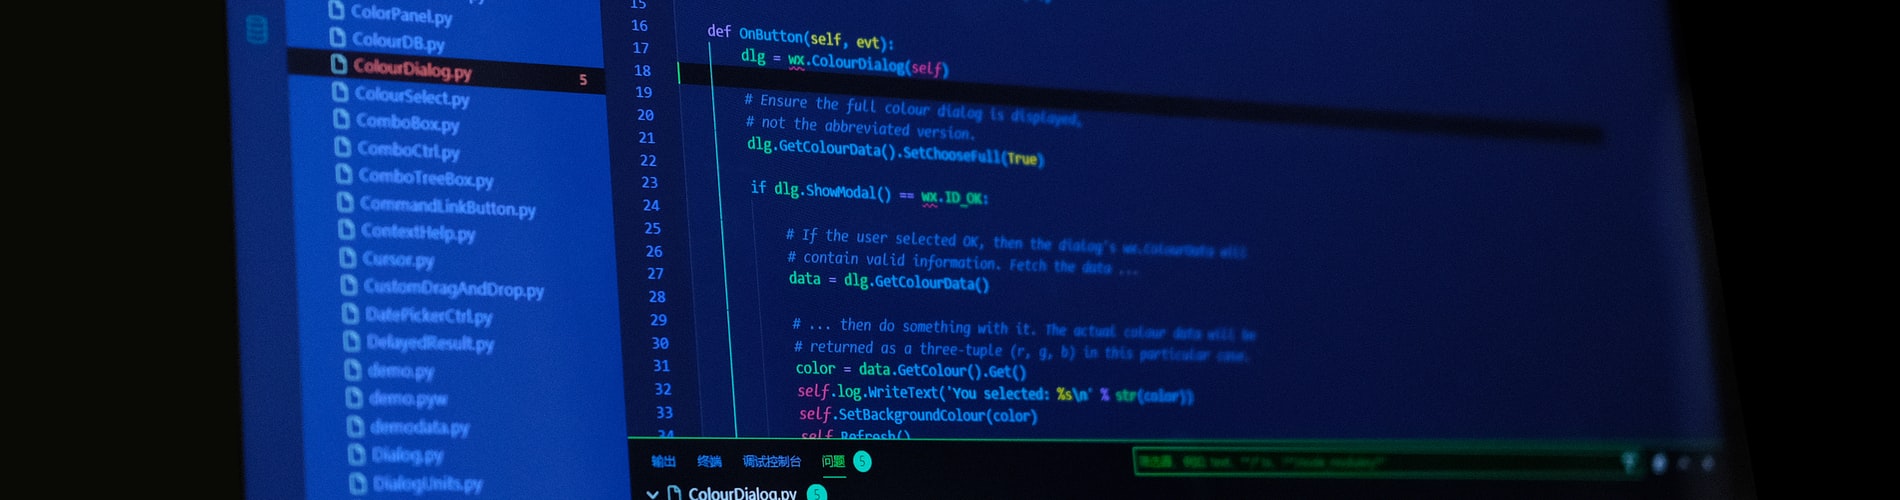 ColorPanel.py
ColourDB.py
ColourDialog.py 5
ColourSelect.py
ComboBox.py
ComboCtrl.py
ComboTreeBox.py
CommandLinkButton.py
ContextHelp.py
Cursor.py
CustomDragAndDrop.py
DatePickerCtrl.py
DelayedResult.py
demo.py
demo.pyw
demodata.py
Dialog.py
DialogUnits.py
15
16 def OnButton(self, evt):
17 dlg = wx.ColourDialog(self)
18
19 # Ensure the full colour dialog is displayed,
20 # not the abbreviated version.
21 dlg.GetColourData().SetChooseFull(True)
22
23 if dlg.ShowModal() == wx.ID_OK:
24
25 # If the user selected OK, then the dialog's wx.ColourData will
26 # contain valid information. Fetch the data ...
27 data = dlg.GetColourData()
28
29 # ... then do something with it. The actual colour data will be
30 # returned as a three-tuple (r, g, b) in this particular case.
31 color = data.GetColour().Get()
32 self.log.WriteText('You selected: %s\n' % str(color))
33 self.SetBackgroundColour(color)
34 self.Refresh()
输出 终端 调试控制台 问题 5
ColourDialog.py 5